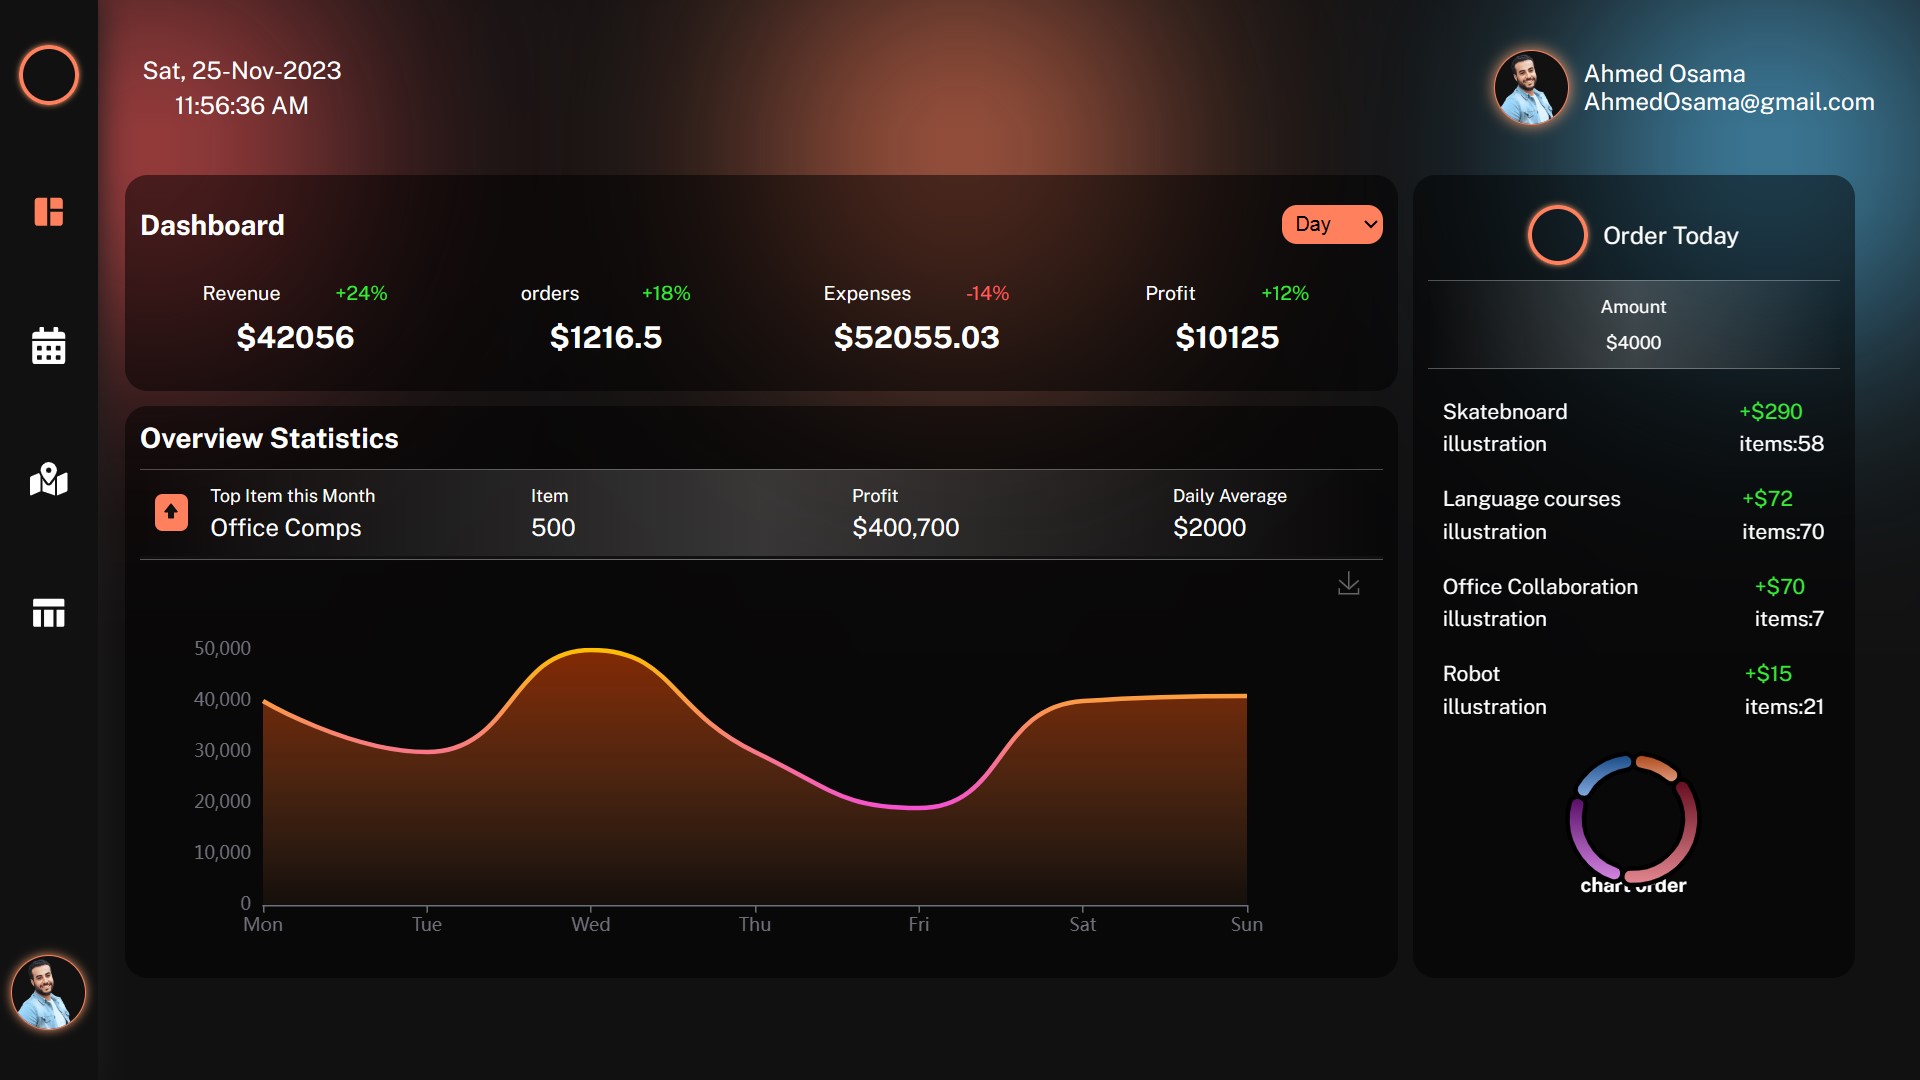 Sat, 25-Nov-2023
11:56:36 AM
Ahmed Osama
AhmedOsama@gmail.com
Dashboard
Day
Revenue +24%
$42056
orders +18%
$1216.5
Expenses -14%
$52055.03
Profit +12%
$10125
Overview Statistics
Top Item this Month
Office Comps
Item
500
Profit
$400,700
Daily Average
$2000
50,000
40,000
30,000
20,000
10,000
0
Mon Tue Wed Thu Fri Sat Sun
Order Today
Amount
$4000
Skatebnoard +$290
illustration items:58
Language courses +$72
illustration items:70
Office Collaboration +$70
illustration items:7
Robot +$15
illustration items:21
chart order